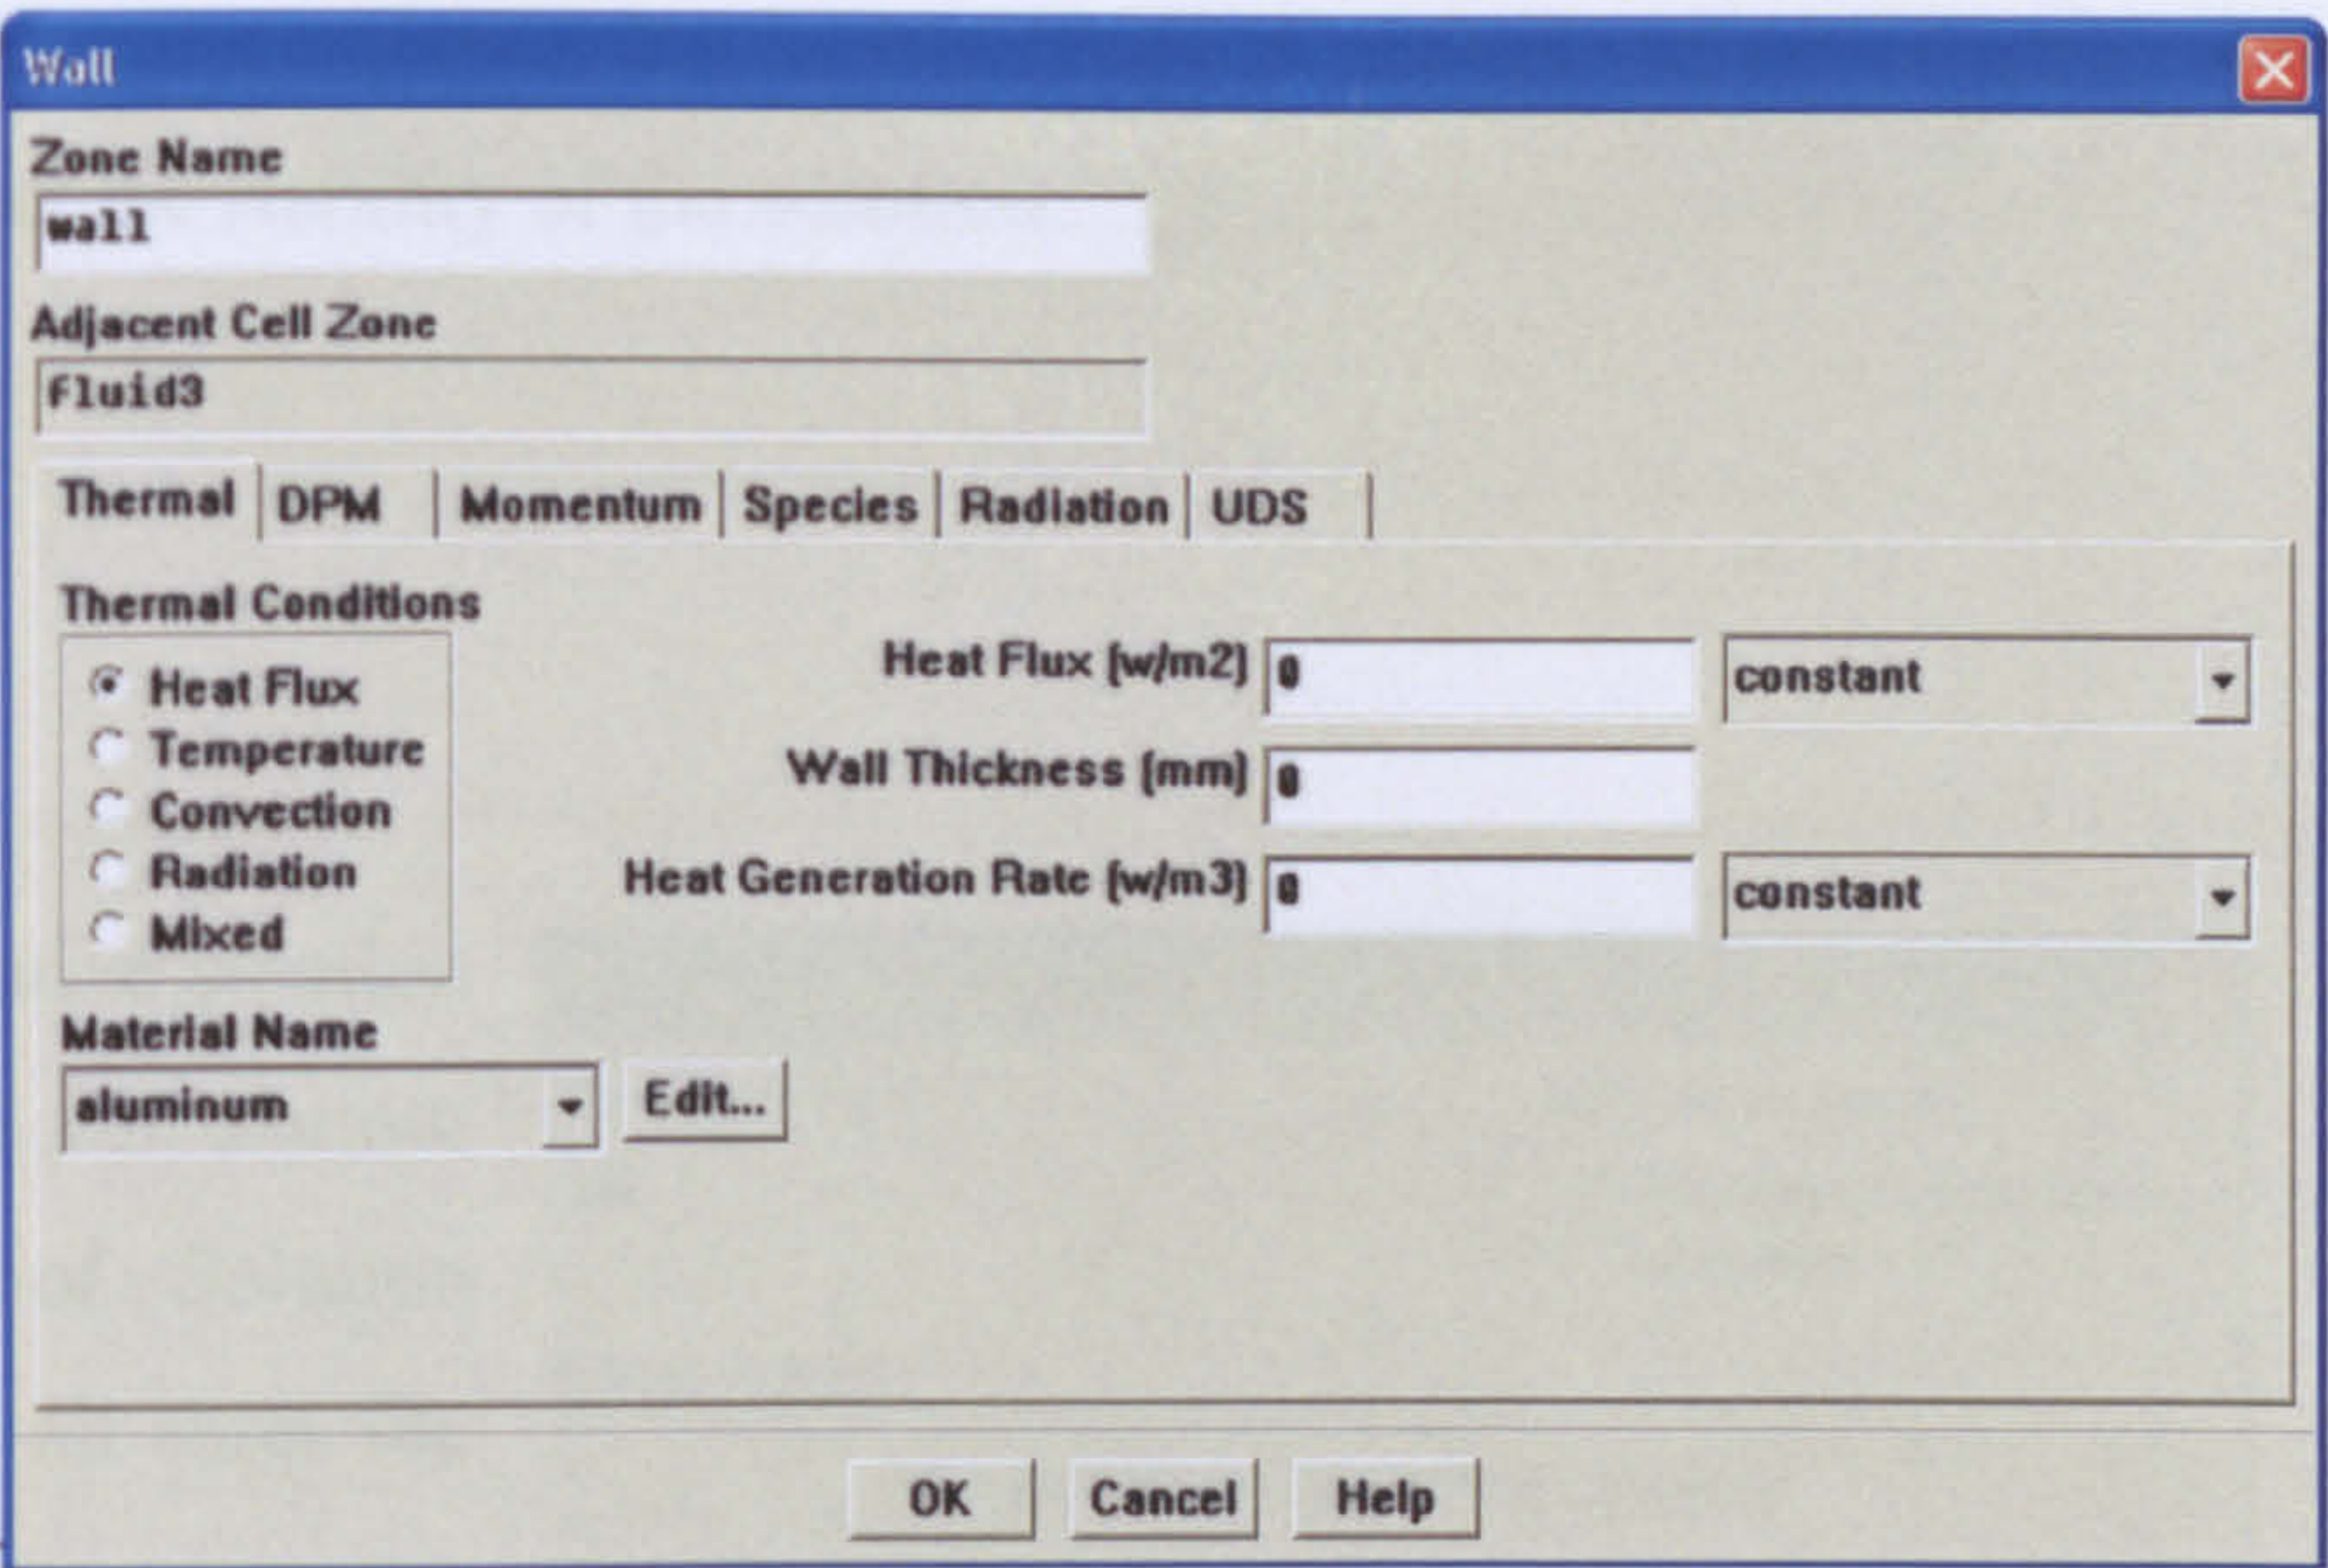 Wall
Zone Name
wall
Adjacent Cell Zone
fluid3
Thermal DPM Momentum Species Radiation UDS
Thermal Conditions
Heat Flux
Temperature
Convection
Radiation
Mixed
Heat Flux (w/m2) 0 constant
Wall Thickness (mm) 0
Heat Generation Rate (w/m3) 0 constant
Material Name
aluminum Edit...
OK Cancel Help